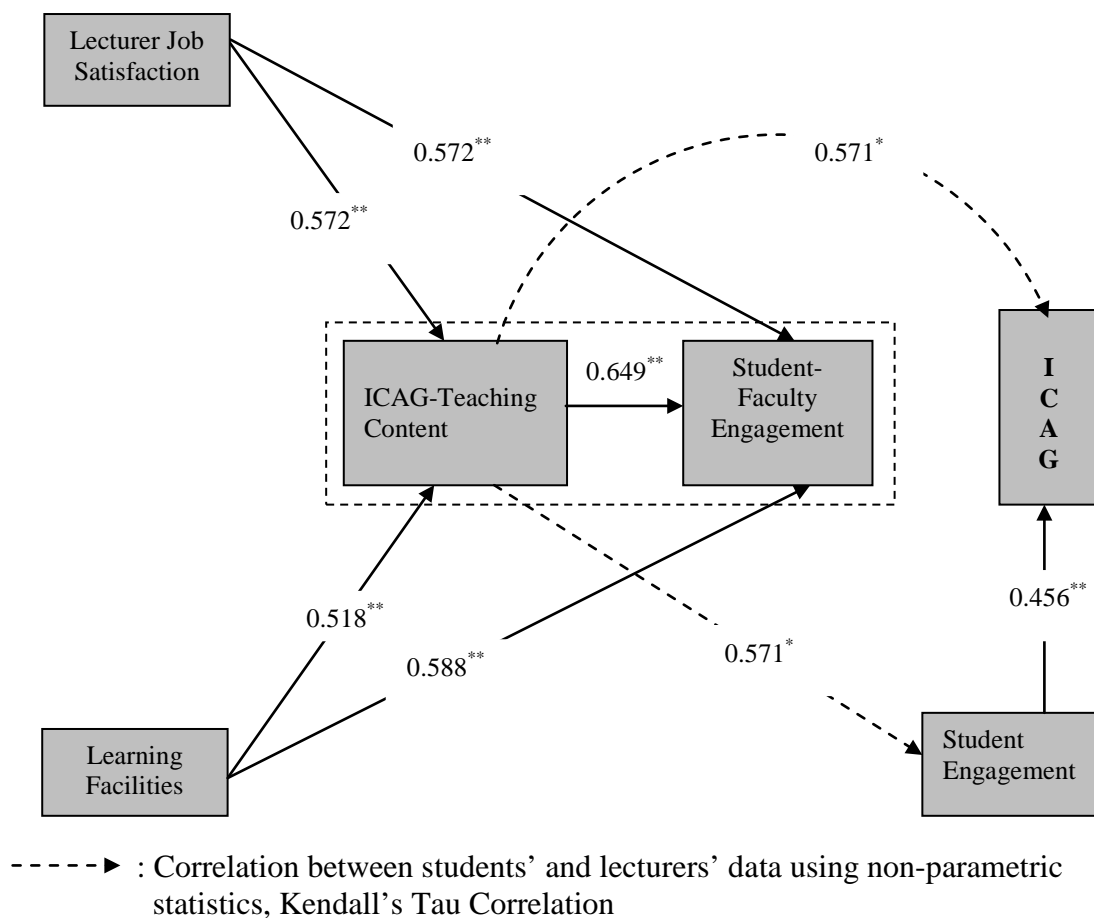 Lecturer Job
Satisfaction
0.572**
0.571*
0.572**
ICAG-Teaching
Content
0.649**
Student-
Faculty
Engagement
I
C
A
G
0.518**
0.588**
0.571*
0.456**
Learning
Facilities
Student
Engagement
: Correlation between students’ and lecturers’ data using non-parametric
statistics, Kendall’s Tau Correlation